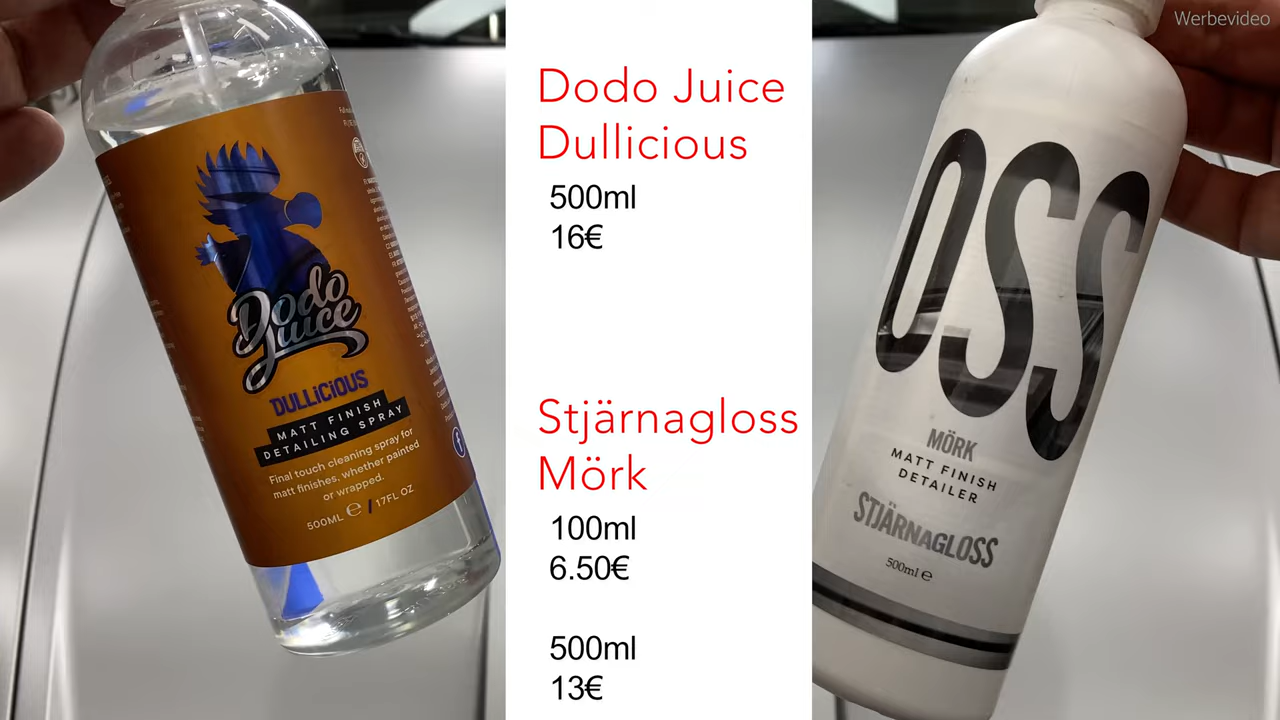 Werbevideo
Dodo
Juice
DULLiCiOUS
MATT FINISH
DETAILING SPRAY
Final touch cleaning spray for
matt finishes, whether painted
or wrapped.
500ML ℮ / 17FL OZ
Dodo Juice
Dullicious
500ml
16€
Stjärnagloss
Mörk
100ml
6.50€
500ml
13€
OSS
MÖRK
MATT FINISH
DETAILER
STJÄRNAGLOSS
500ml ℮